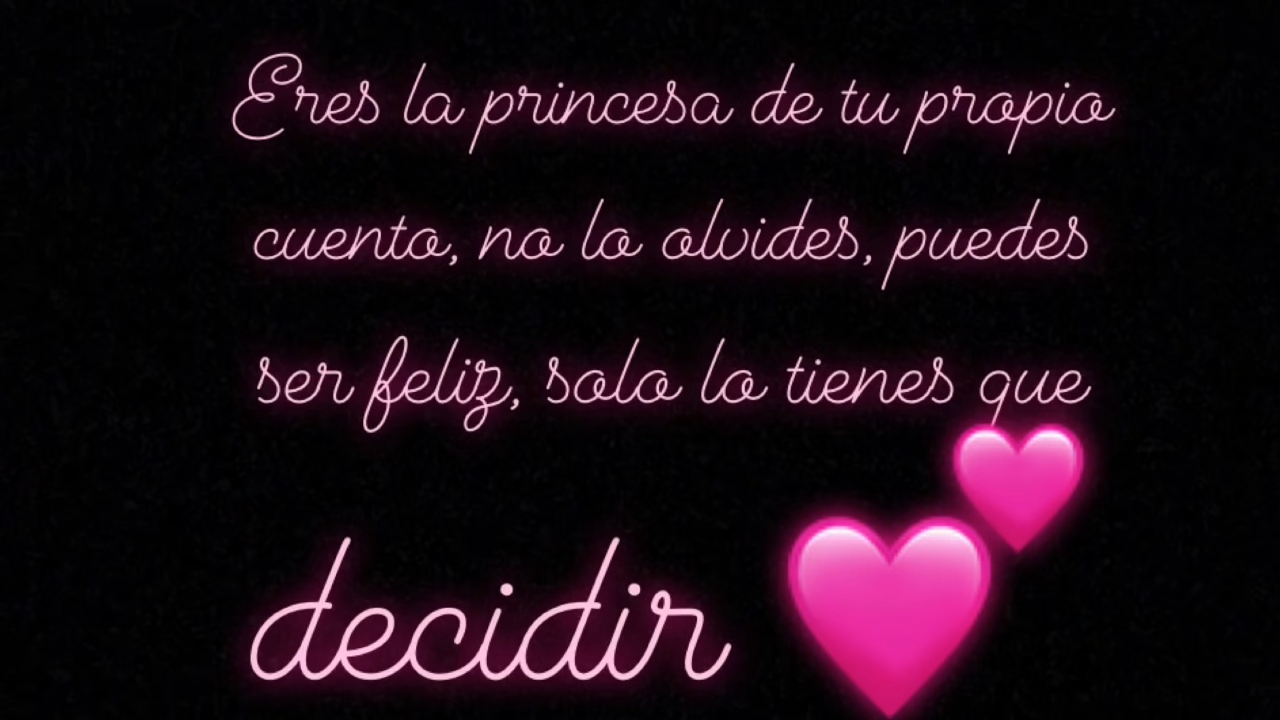 Eres la princesa de tu propio
cuento, no lo olvides, puedes
ser feliz, solo lo tienes que
decidir 💕